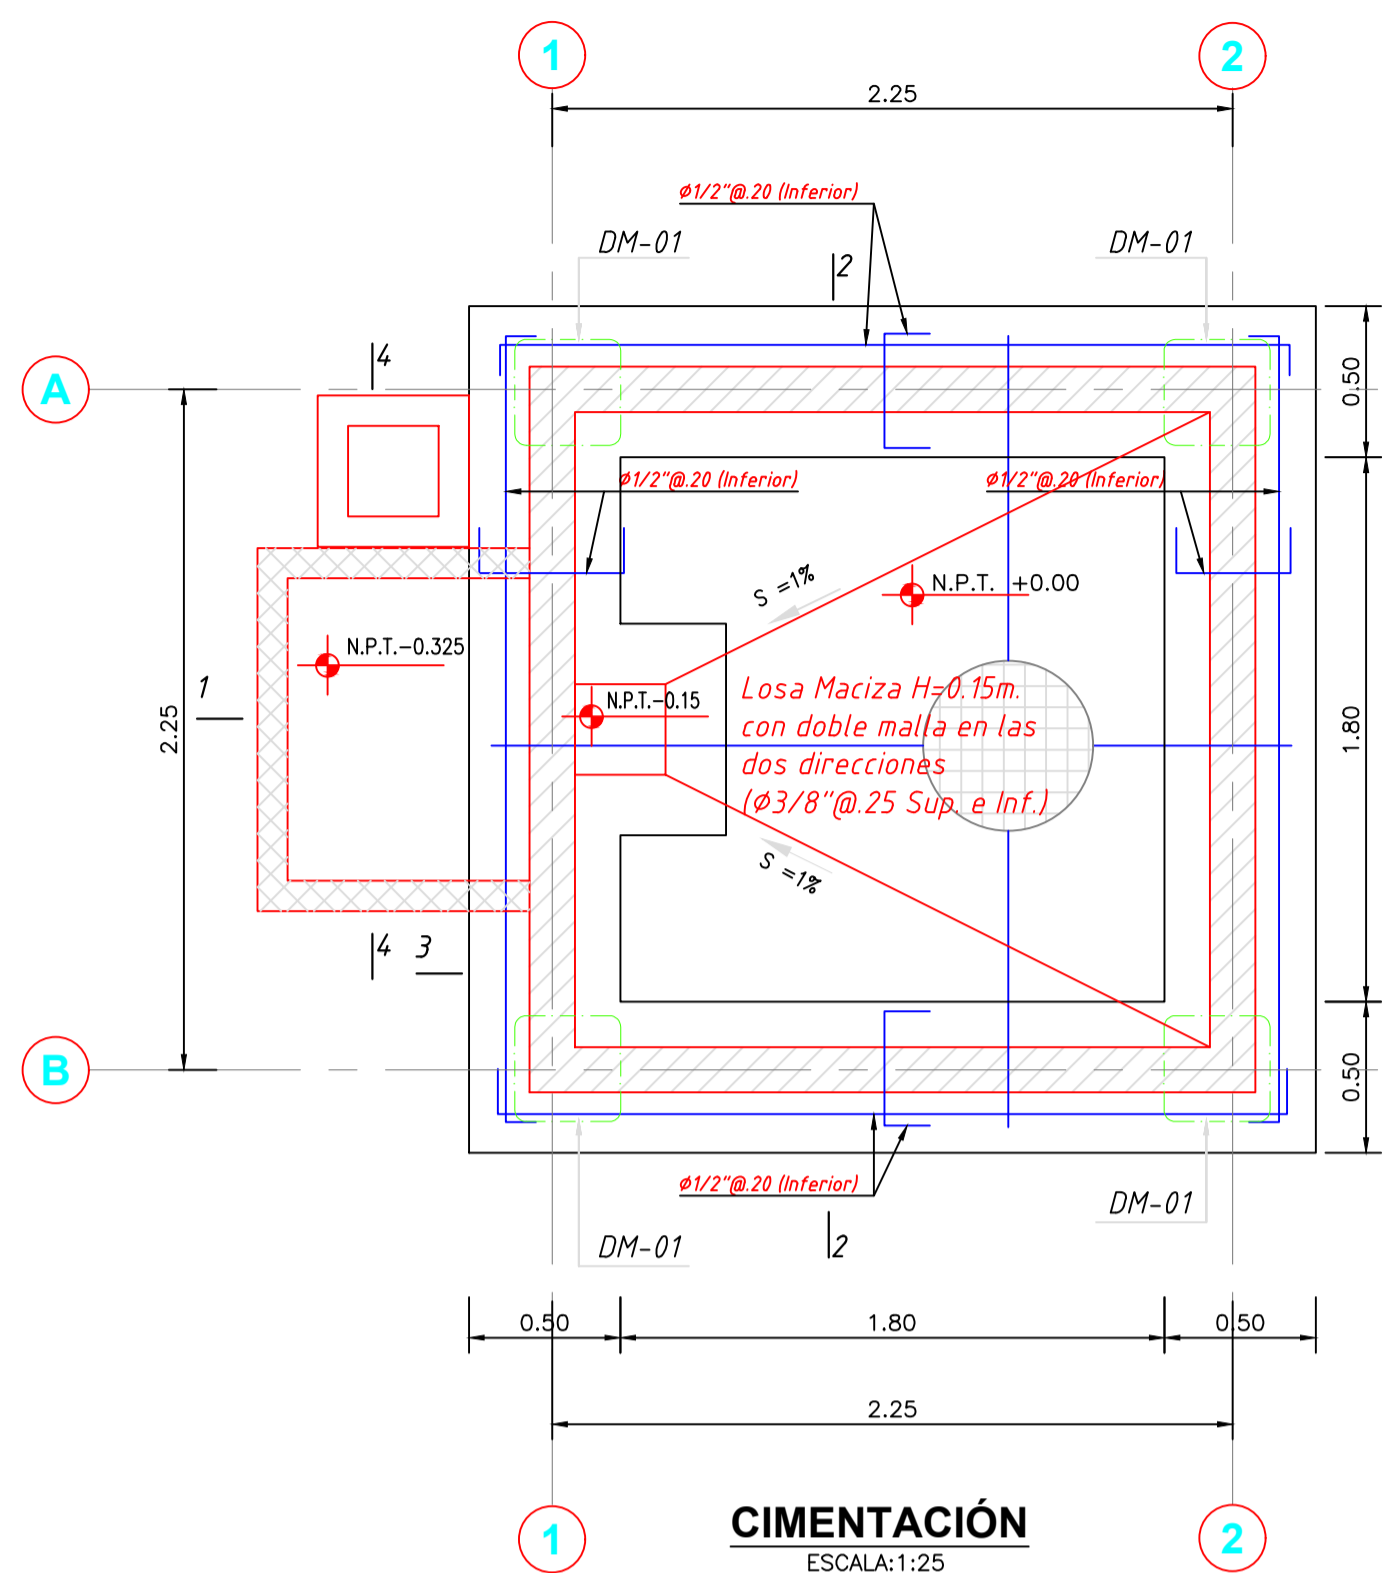 1
2
2.25
ø1/2"@.20 (Inferior)
DM-01
DM-01
2
4
A
0.50
ø1/2"@.20 (Inferior)
ø1/2"@.20 (Inferior)
S =1%
N.P.T. +0.00
N.P.T.-0.325
1
N.P.T.-0.15
2.25
1.80
Losa Maciza H=0.15m.
con doble malla en las
dos direcciones
(ø3/8"@.25 Sup. e Inf.)
S =1%
4
3
B
0.50
ø1/2"@.20 (Inferior)
DM-01
DM-01
2
0.50
1.80
0.50
2.25
1
2
CIMENTACIÓN
ESCALA:1:25